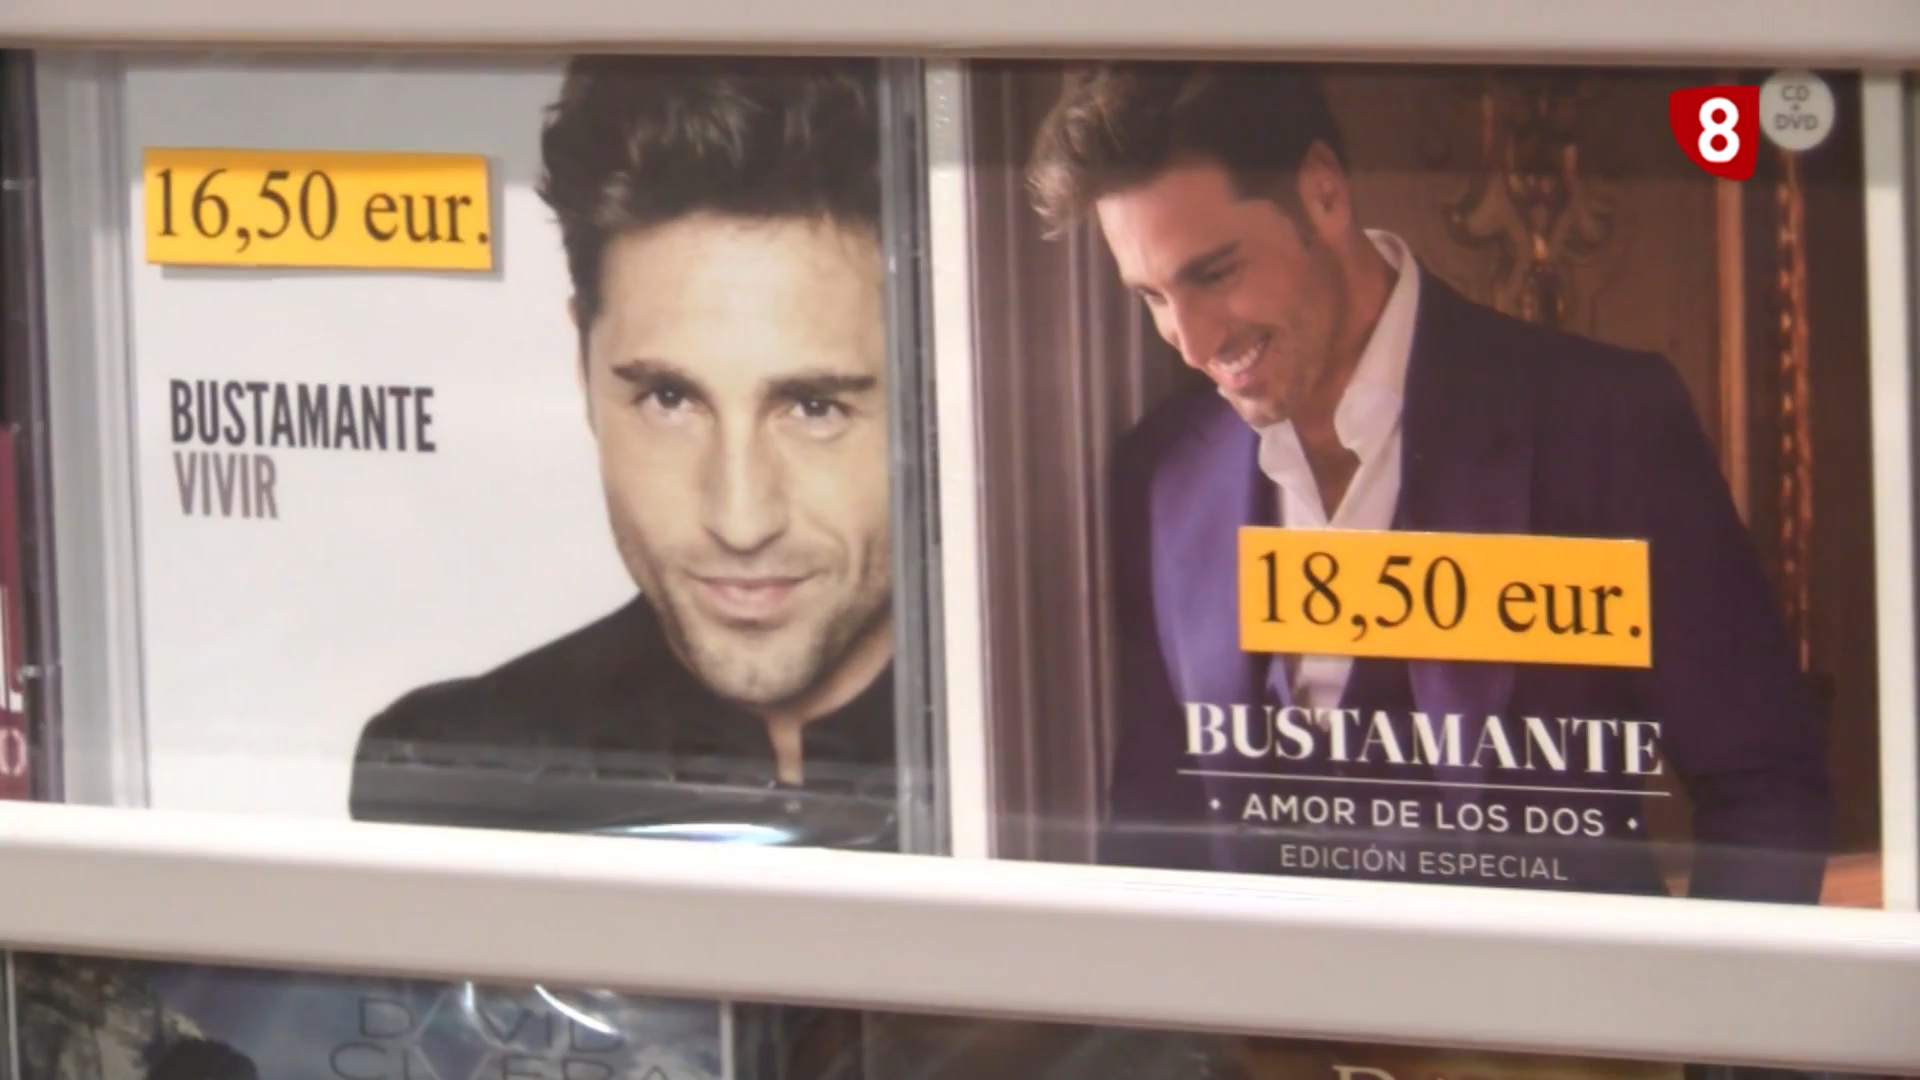 16,50 eur.
BUSTAMANTE
VIVIR
8
CD
+
DVD
18,50 eur.
BUSTAMANTE
• AMOR DE LOS DOS •
EDICIÓN ESPECIAL
DAVID
CIVERA